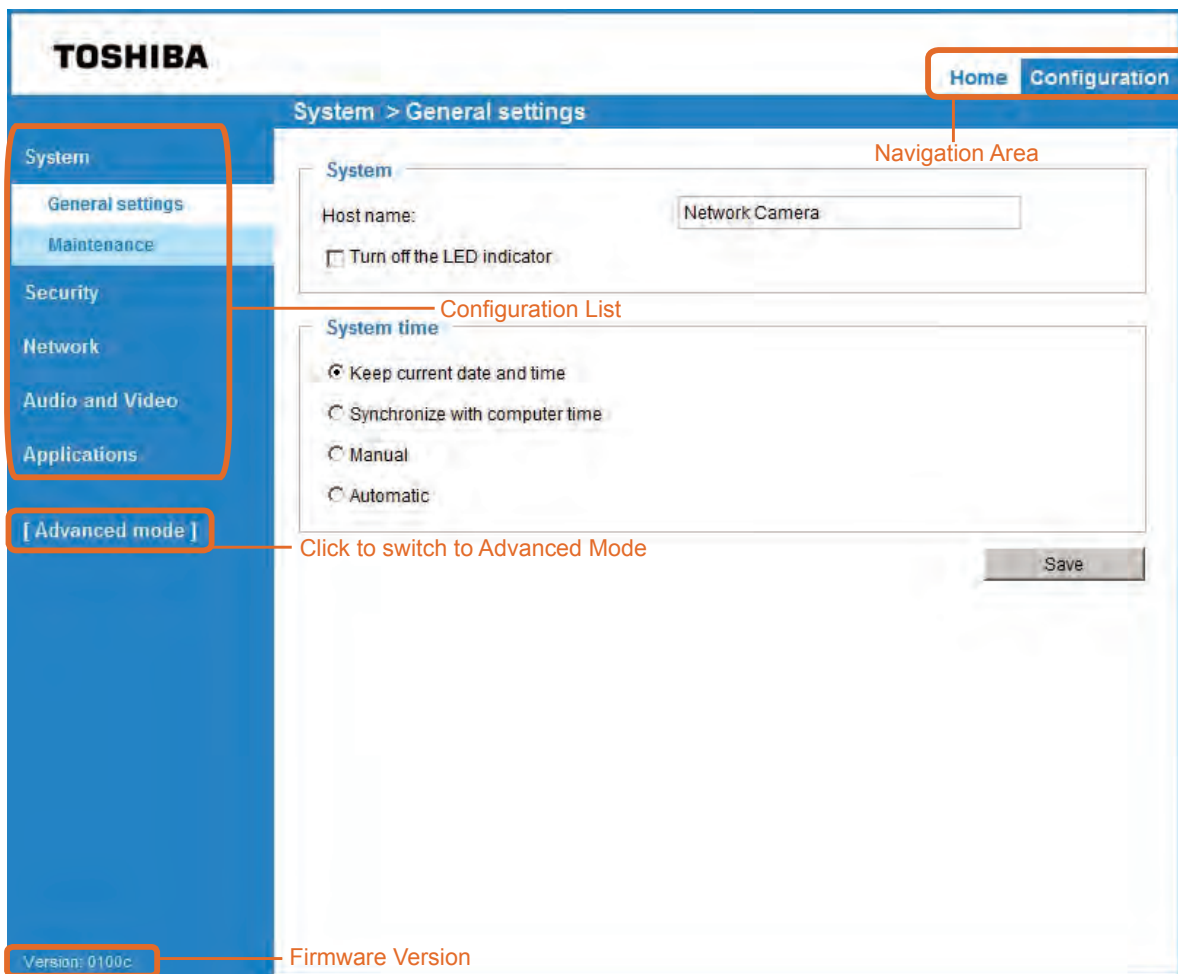 TOSHIBA
Home Configuration
System > General settings
Navigation Area
System
General settings
Maintenance
Security
Network
Audio and Video
Applications
[ Advanced mode ]
Version: 0100c
System
Host name: Network Camera
Turn off the LED indicator
Configuration List
System time
Keep current date and time
Synchronize with computer time
Manual
Automatic
Click to switch to Advanced Mode
Save
Firmware Version